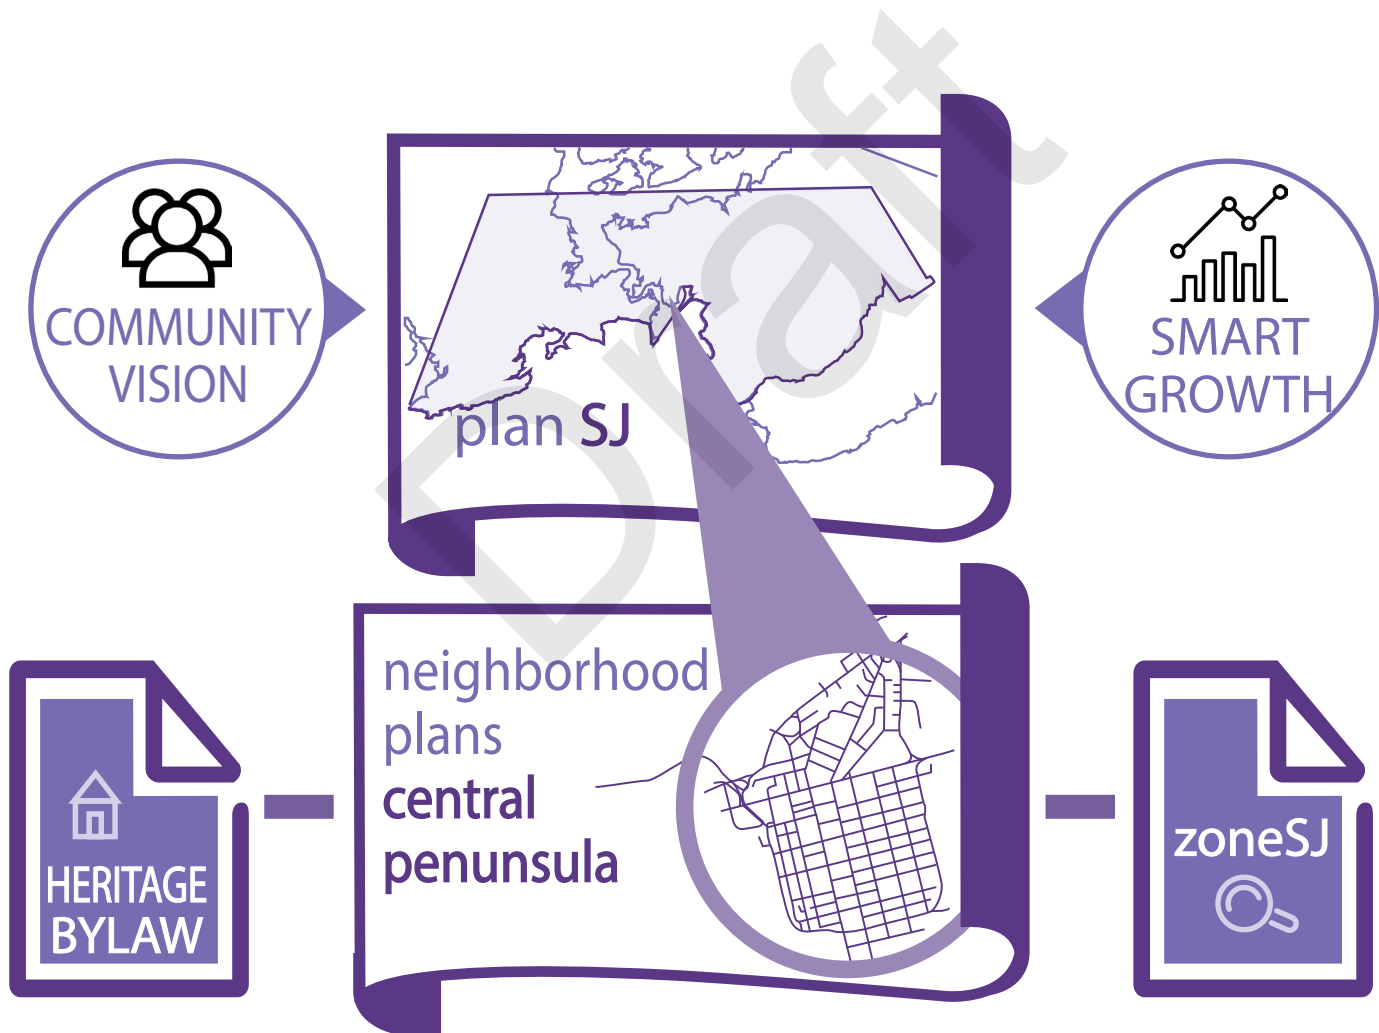 COMMUNITY
VISION
plan SJ
SMART
GROWTH
Draft
neighborhood
plans
central
penunsula
HERITAGE
BYLAW
zoneSJ